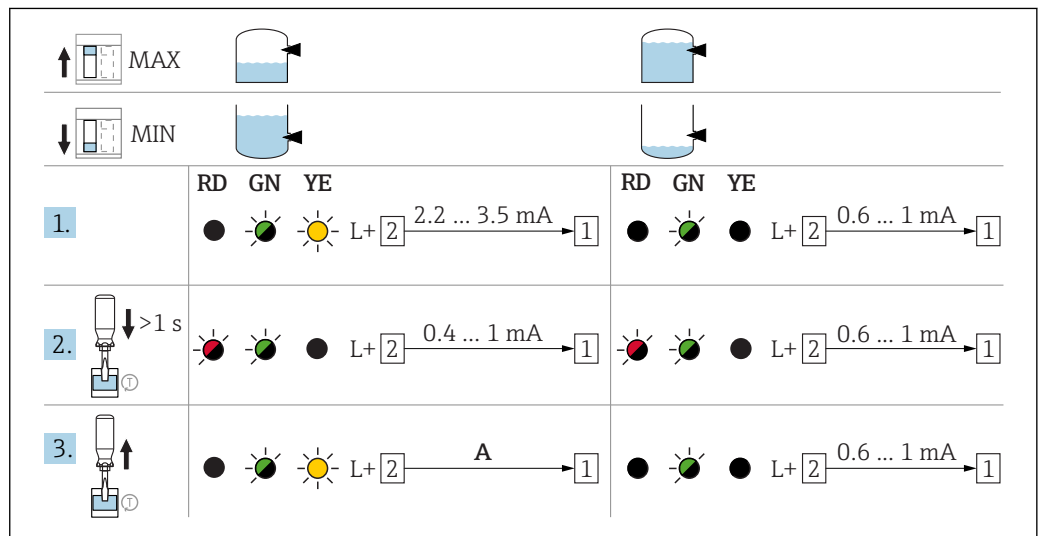 MAX
MIN
RD GN YE RD GN YE
1. L+ 2 2.2 ... 3.5 mA 1 L+ 2 0.6 ... 1 mA 1
2. >1 s T L+ 2 0.4 ... 1 mA 1 L+ 2 0.6 ... 1 mA 1
3. T L+ 2 A 1 L+ 2 0.6 ... 1 mA 1